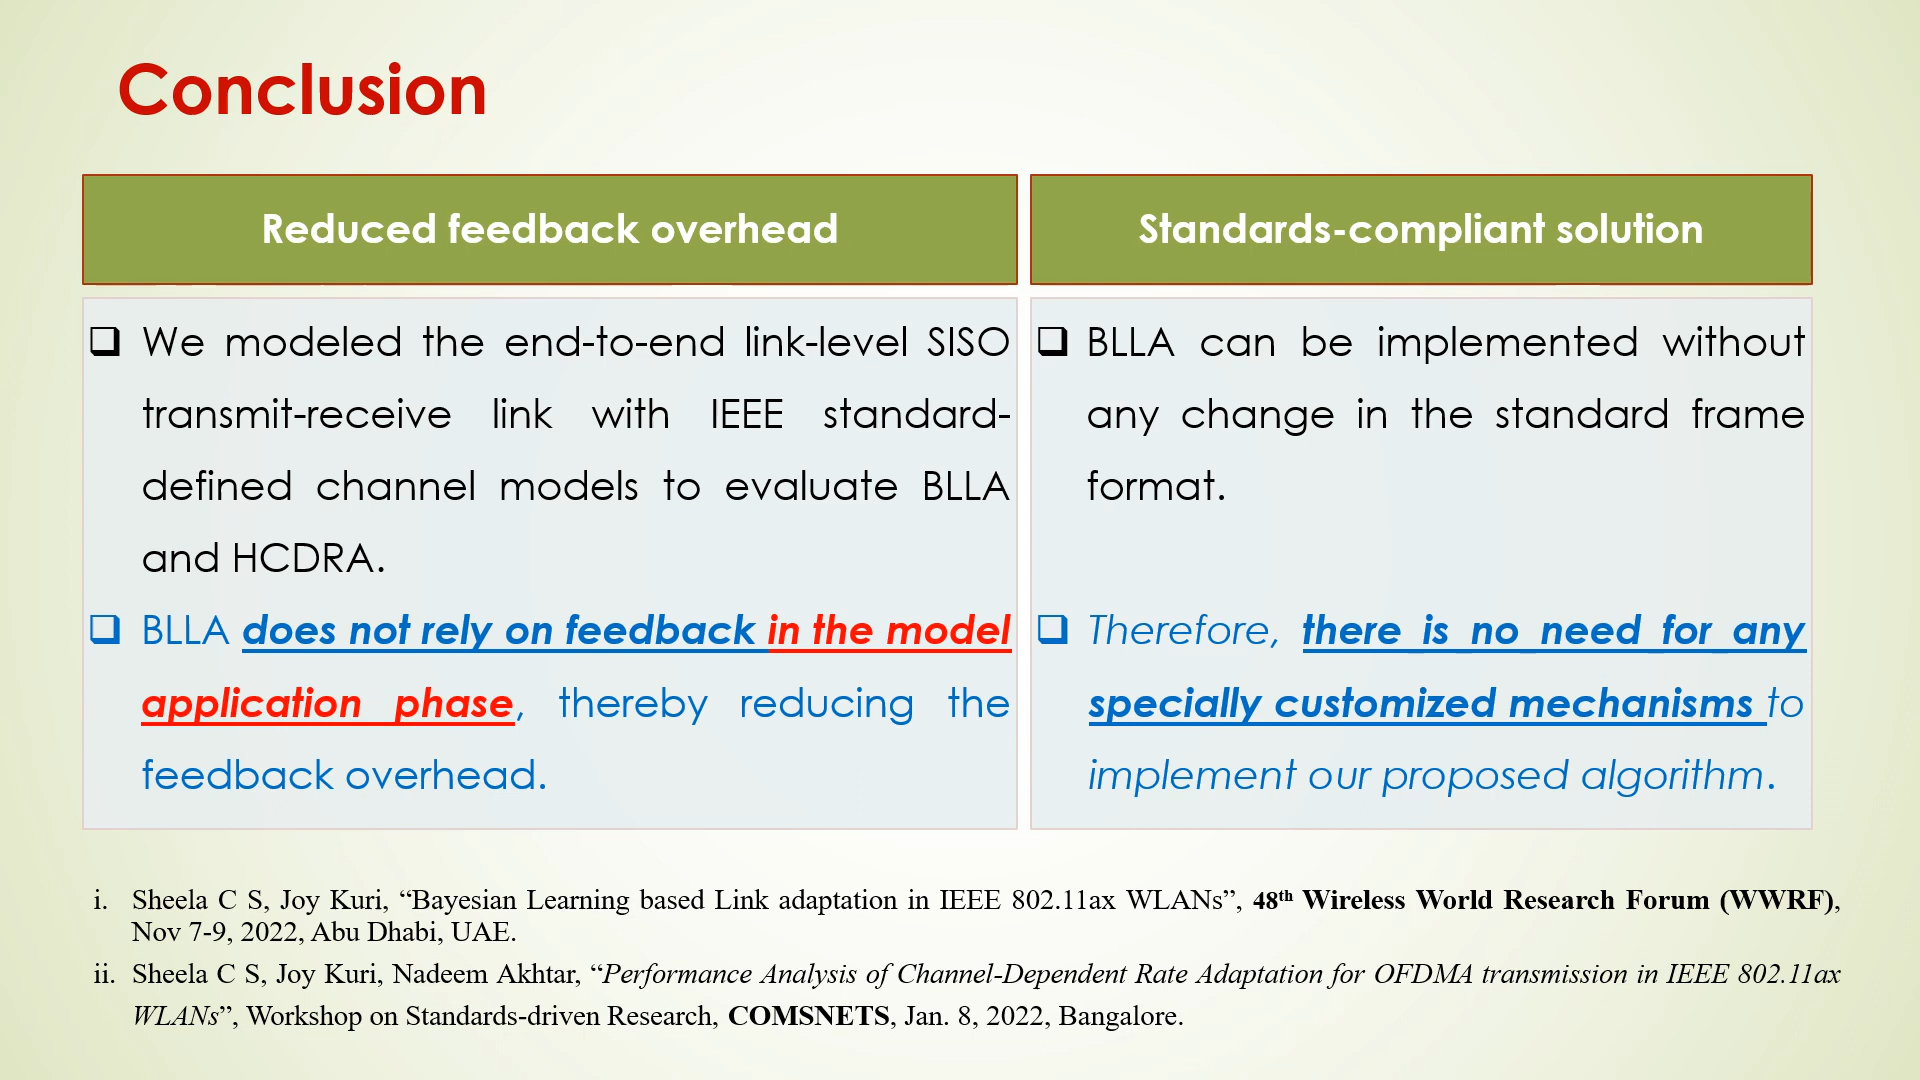 Conclusion
Reduced feedback overhead
We modeled the end-to-end link-level SISO
transmit-receive link with IEEE standard-
defined channel models to evaluate BLLA
and HCDRA.
BLLA does not rely on feedback in the model
application phase, thereby reducing the
feedback overhead.
Standards-compliant solution
BLLA can be implemented without
any change in the standard frame
format.
Therefore, there is no need for any
specially customized mechanisms to
implement our proposed algorithm.
i. Sheela C S, Joy Kuri, “Bayesian Learning based Link adaptation in IEEE 802.11ax WLANs”, 48th Wireless World Research Forum (WWRF),
Nov 7-9, 2022, Abu Dhabi, UAE.
ii. Sheela C S, Joy Kuri, Nadeem Akhtar, “Performance Analysis of Channel-Dependent Rate Adaptation for OFDMA transmission in IEEE 802.11ax
WLANs”, Workshop on Standards-driven Research, COMSNETS, Jan. 8, 2022, Bangalore.